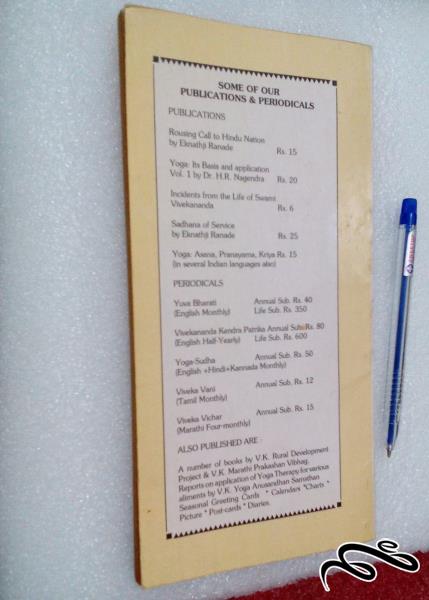 SOME OF OUR
PUBLICATIONS & PERIODICALS
PUBLICATIONS
Rousing Call to Hindu Nation
by Eknathji Ranade Rs. 15
Yoga: Its Basis and application
Vol. 1 by Dr. H.R. Nagendra Rs. 20
Incidents from the Life of Swami
Vivekananda Rs. 6
Sadhana of Service
by Eknathji Ranade Rs. 25
Yoga: Asana, Pranayama, Kriya Rs. 15
(in several Indian languages also)
PERIODICALS
Yuva Bharati Annual Sub. Rs. 40
(English Monthly) Life Sub. Rs. 350
Vivekananda Kendra Patrika Annual Sub. Rs. 80
(English Half-Yearly) Life Sub. Rs. 600
Yoga-Sudha Annual Sub. Rs. 50
(English +Hindi+Kannada Monthly)
Viveka Vani Annual Sub. Rs. 12
(Tamil Monthly)
Viveka Vichar Annual Sub. Rs. 15
(Marathi Four-monthly)
ALSO PUBLISHED ARE :
A number of books by V.K. Rural Development
Project & V.K. Marathi Prakashan Vibhag,
Reports on application of Yoga Therapy for various
ailments by V.K. Yoga Anusandhan Samsthan
Seasonal Greeting Cards * Calendars *Charts *
Picture * Post-cards * Diaries.